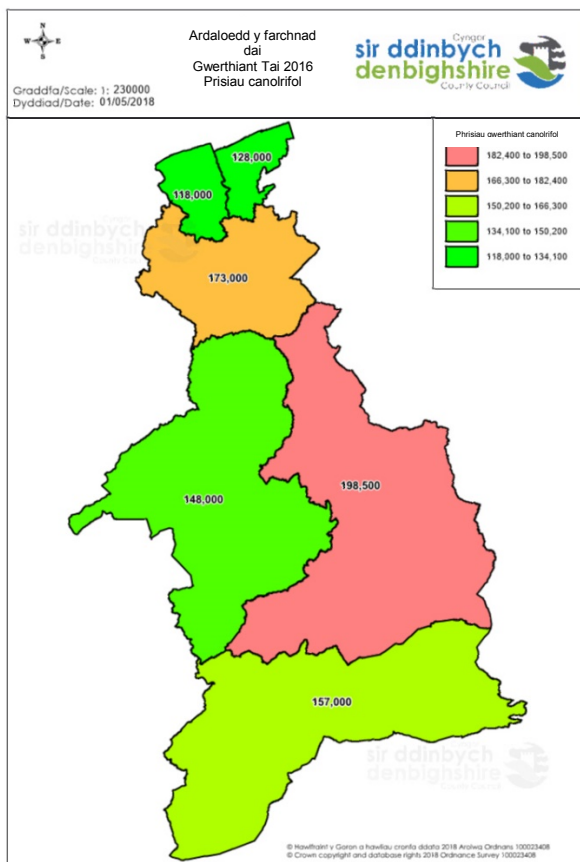 N
W E
S
Graddfa/Scale: 1: 230000
Dyddiad/Date: 01/05/2018
Ardaloedd y farchnad
dai
Gwerthiant Tai 2016
Prisiau canolrifol
Cyngor
sir ddinbych
denbighshire
County Council
Phrisiau gwerthiant canolrifol
182,400 to 198,500
166,300 to 182,400
150,200 to 166,300
134,100 to 150,200
118,000 to 134,100
128,000
118,000
sir ddinbych
denbighshire
173,000
148,000
198,500
157,000
sir ddinbych
denbighshire
County Council
© Hawlfraint y Goron a hawliau cronfa ddata 2018 Arolwg Ordnans 100023408
© Crown copyright and database rights 2018 Ordnance Survey 100023408